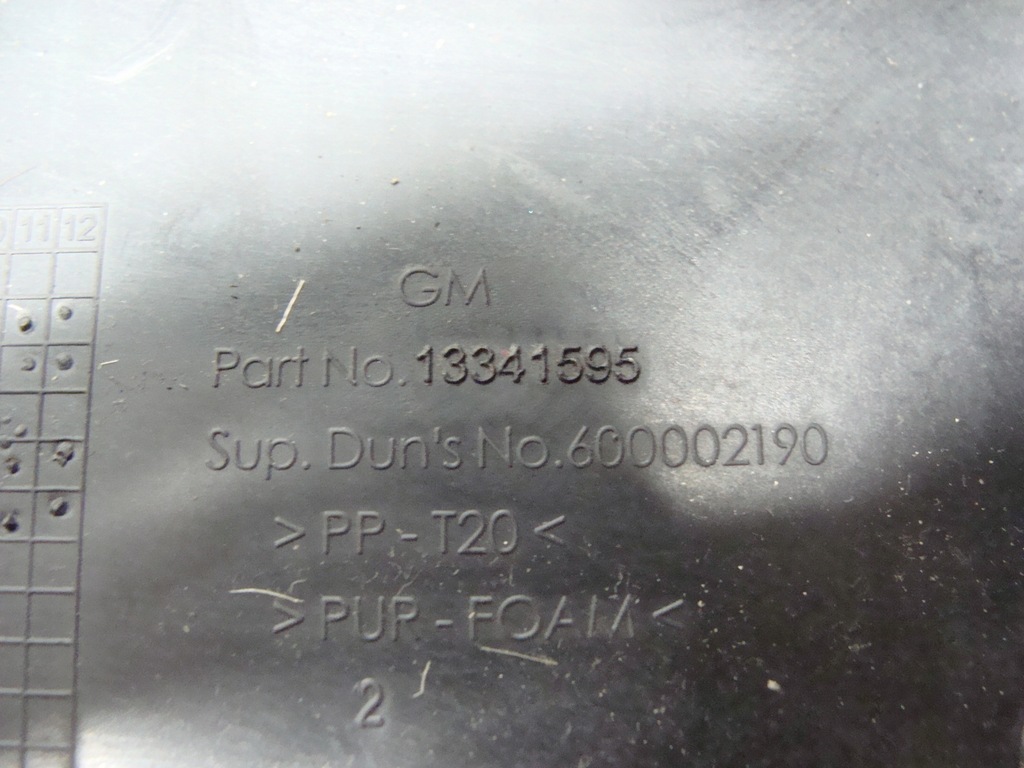 11 12
GM
Part No. 13341595
Sup. Dun's No. 600002190
>PP-T20<
>PUR-FOAM<
2